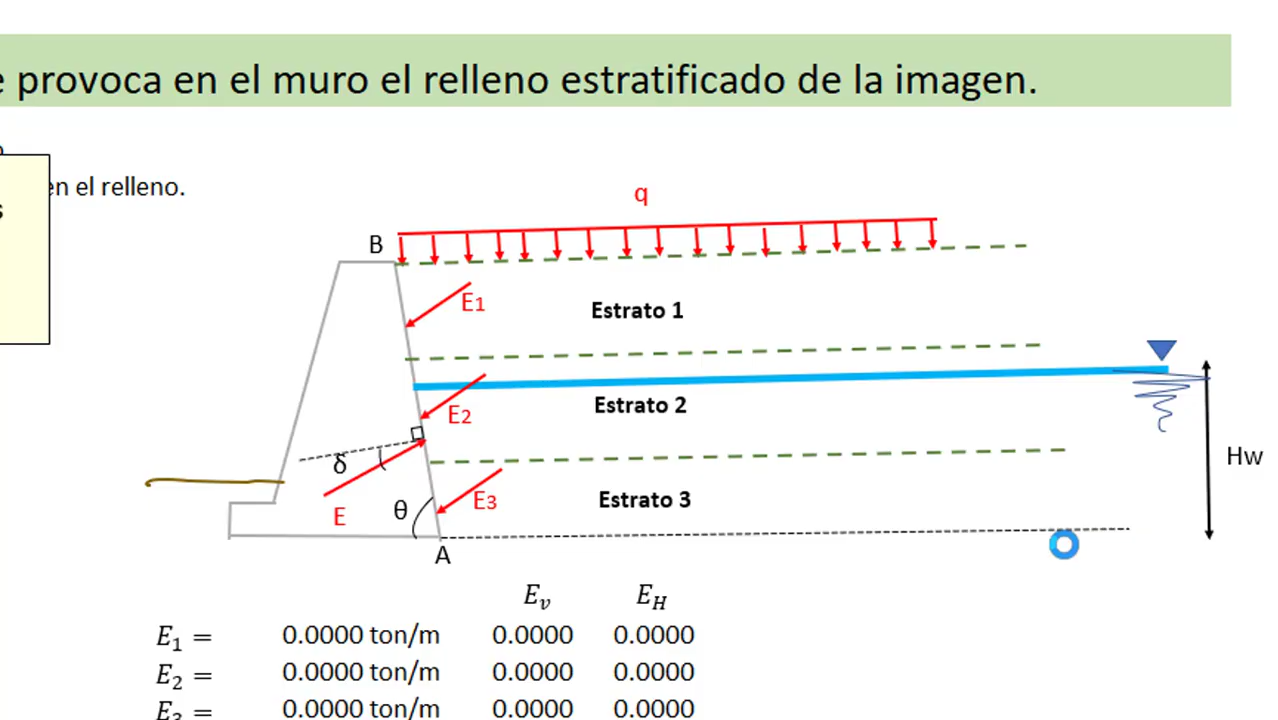 provoca en el muro el relleno estratificado de la imagen.
en el relleno.
q
B
E1
Estrato 1
E2
Estrato 2
δ
Hw
E
θ
E3
Estrato 3
A
Eᵥ E_H
E₁ = 0.0000 ton/m 0.0000 0.0000
E₂ = 0.0000 ton/m 0.0000 0.0000
E₃ = 0.0000 ton/m 0.0000 0.0000